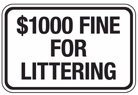 $1000 FINE
FOR
LITTERING